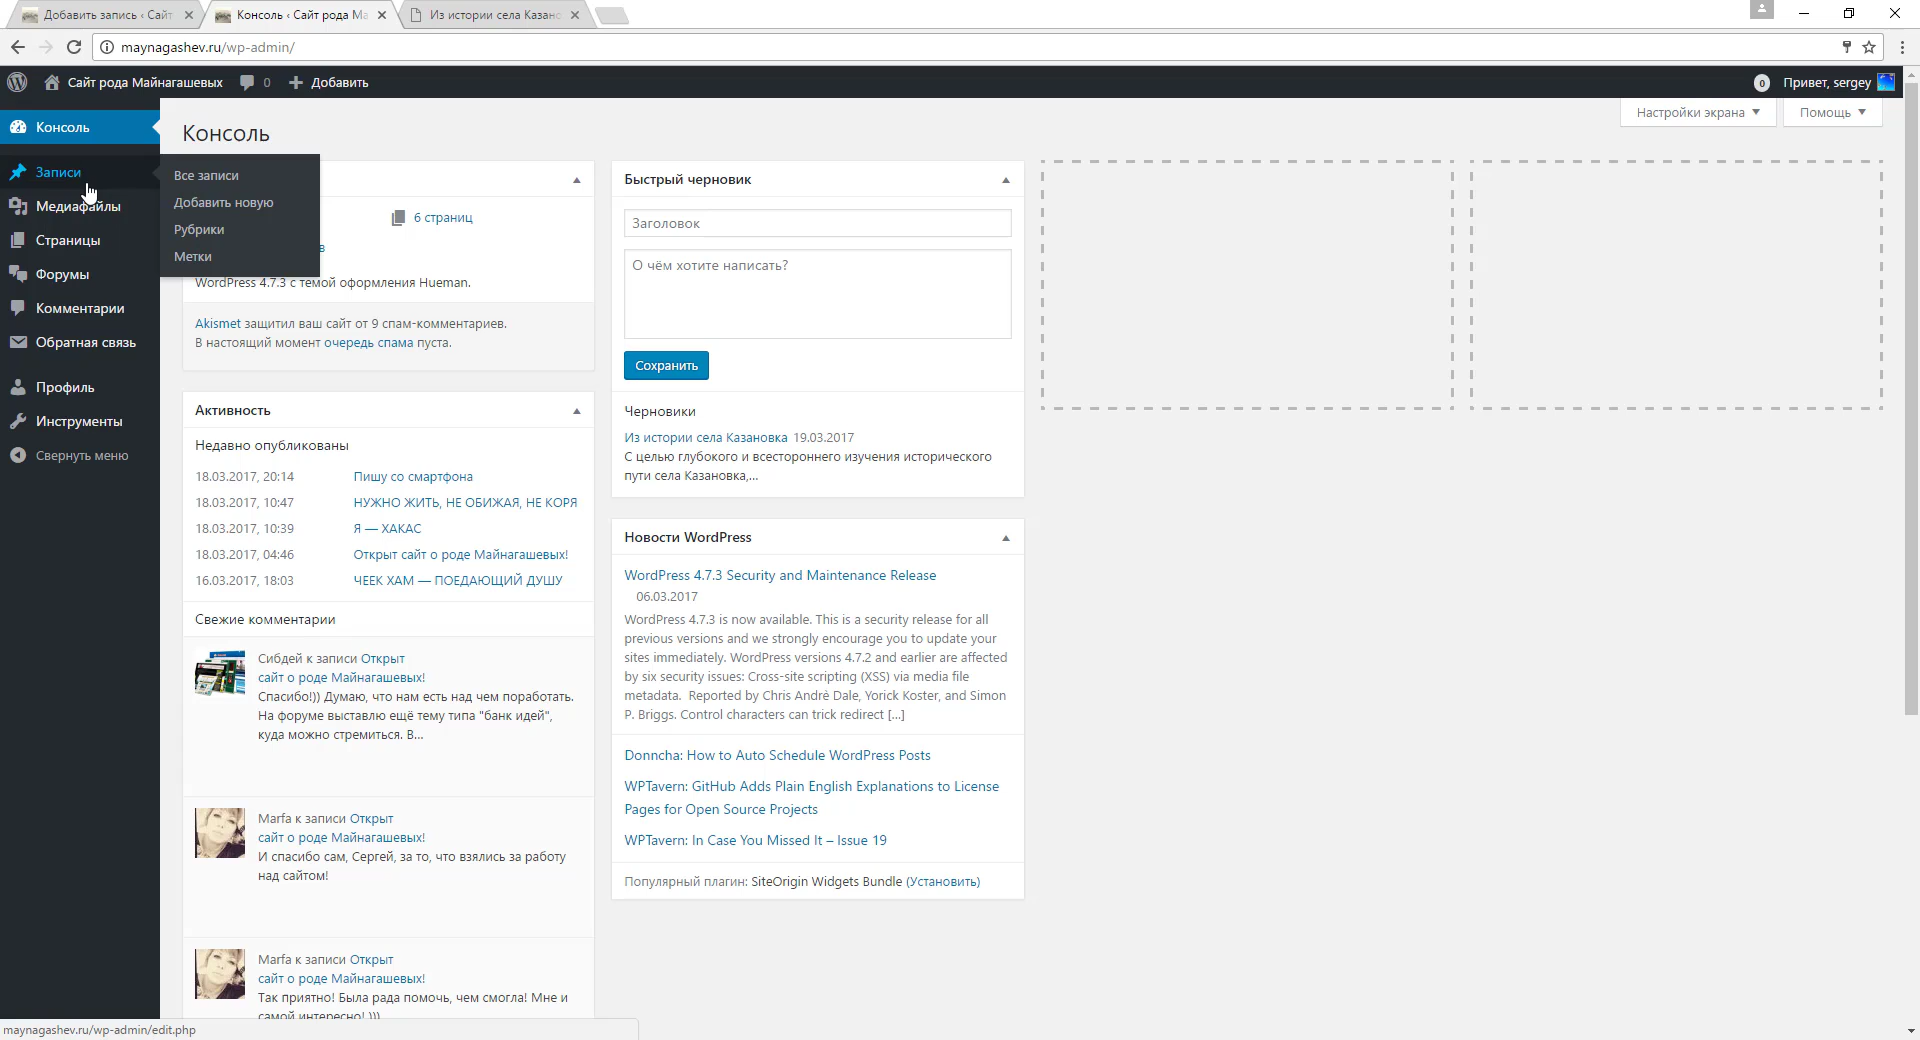 Добавить запись ‹ Сайт
Консоль ‹ Сайт рода Ма
Из истории села Казано
maynagashev.ru/wp-admin/
Сайт рода Майнагашевых
0
Добавить
0
Привет, sergey
Консоль
Записи
Медиафайлы
Страницы
Форумы
Комментарии
Обратная связь
Профиль
Инструменты
Свернуть меню
Все записи
Добавить новую
Рубрики
Метки
Настройки экрана
Помощь
Консоль
6 страниц
в
WordPress 4.7.3 с темой оформления Hueman.
Akismet защитил ваш сайт от 9 спам-комментариев.
В настоящий момент очередь спама пуста.
Активность
Недавно опубликованы
18.03.2017, 20:14 Пишу со смартфона
18.03.2017, 10:47 НУЖНО ЖИТЬ, НЕ ОБИЖАЯ, НЕ КОРЯ
18.03.2017, 10:39 Я — ХАКАС
18.03.2017, 04:46 Открыт сайт о роде Майнагашевых!
16.03.2017, 18:03 ЧЕЕК ХАМ — ПОЕДАЮЩИЙ ДУШУ
Свежие комментарии
Сибдей к записи Открыт
сайт о роде Майнагашевых!
Спасибо!)) Думаю, что нам есть над чем поработать.
На форуме выставлю ещё тему типа "банк идей",
куда можно стремиться. В...
Marfa к записи Открыт
сайт о роде Майнагашевых!
И спасибо сам, Сергей, за то, что взялись за работу
над сайтом!
Marfa к записи Открыт
сайт о роде Майнагашевых!
Так приятно! Была рада помочь, чем смогла! Мне и
самой интересно! )))
Быстрый черновик
Заголовок
О чём хотите написать?
Сохранить
Черновики
Из истории села Казановка 19.03.2017
С целью глубокого и всестороннего изучения исторического
пути села Казановка,...
Новости WordPress
WordPress 4.7.3 Security and Maintenance Release
06.03.2017
WordPress 4.7.3 is now available. This is a security release for all
previous versions and we strongly encourage you to update your
sites immediately. WordPress versions 4.7.2 and earlier are affected
by six security issues: Cross-site scripting (XSS) via media file
metadata. Reported by Chris Andrè Dale, Yorick Koster, and Simon
P. Briggs. Control characters can trick redirect [...]
Donncha: How to Auto Schedule WordPress Posts
WPTavern: GitHub Adds Plain English Explanations to License
Pages for Open Source Projects
WPTavern: In Case You Missed It – Issue 19
Популярный плагин: SiteOrigin Widgets Bundle (Установить)
maynagashev.ru/wp-admin/edit.php